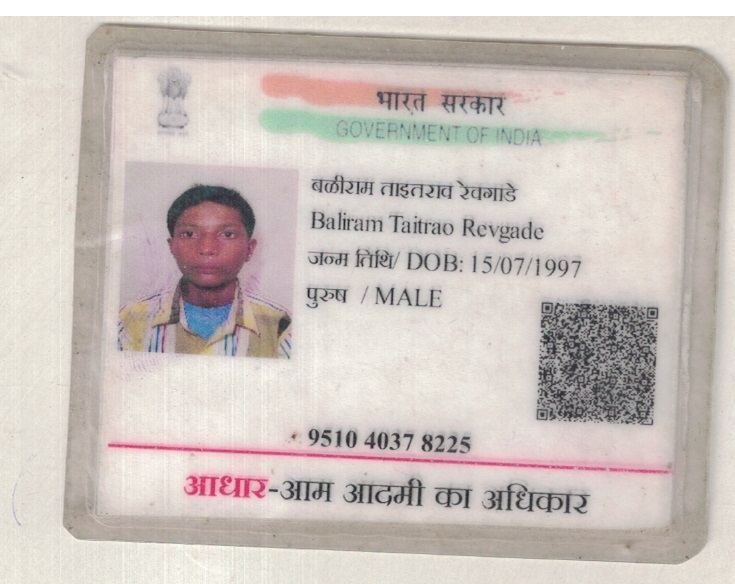 भारत सरकार
GOVERNMENT OF INDIA
बळीराम ताइतराव रेवगाडे
Baliram Taitrao Revgade
जन्म तिथि/ DOB: 15/07/1997
पुरुष / MALE
9510 4037 8225
आधार-आम आदमी का अधिकार